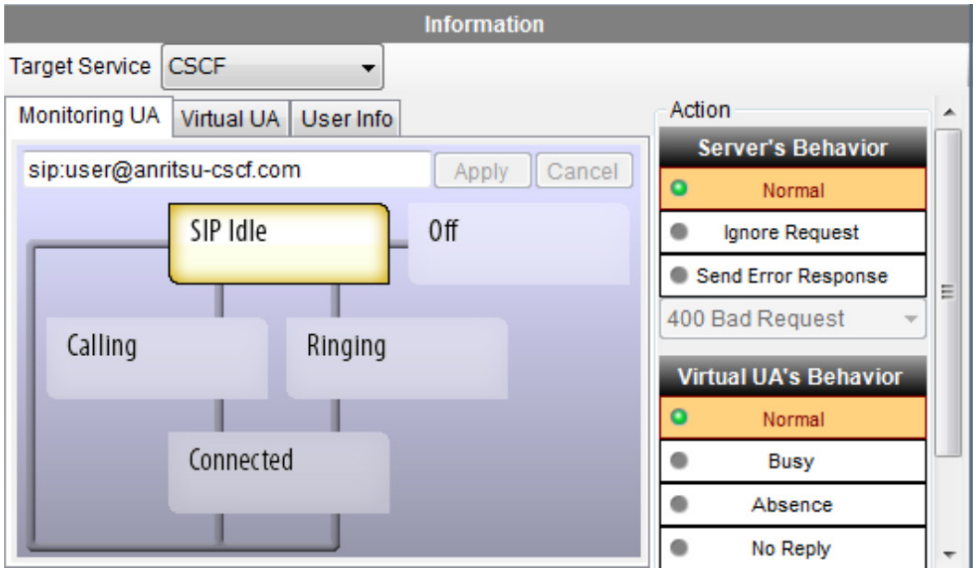 Information
Target Service CSCF
Monitoring UA Virtual UA User Info
sip:user@anritsu-cscf.com Apply Cancel
SIP Idle Off
Calling Ringing
Connected
Action
Server's Behavior
Normal
Ignore Request
Send Error Response
400 Bad Request
Virtual UA's Behavior
Normal
Busy
Absence
No Reply